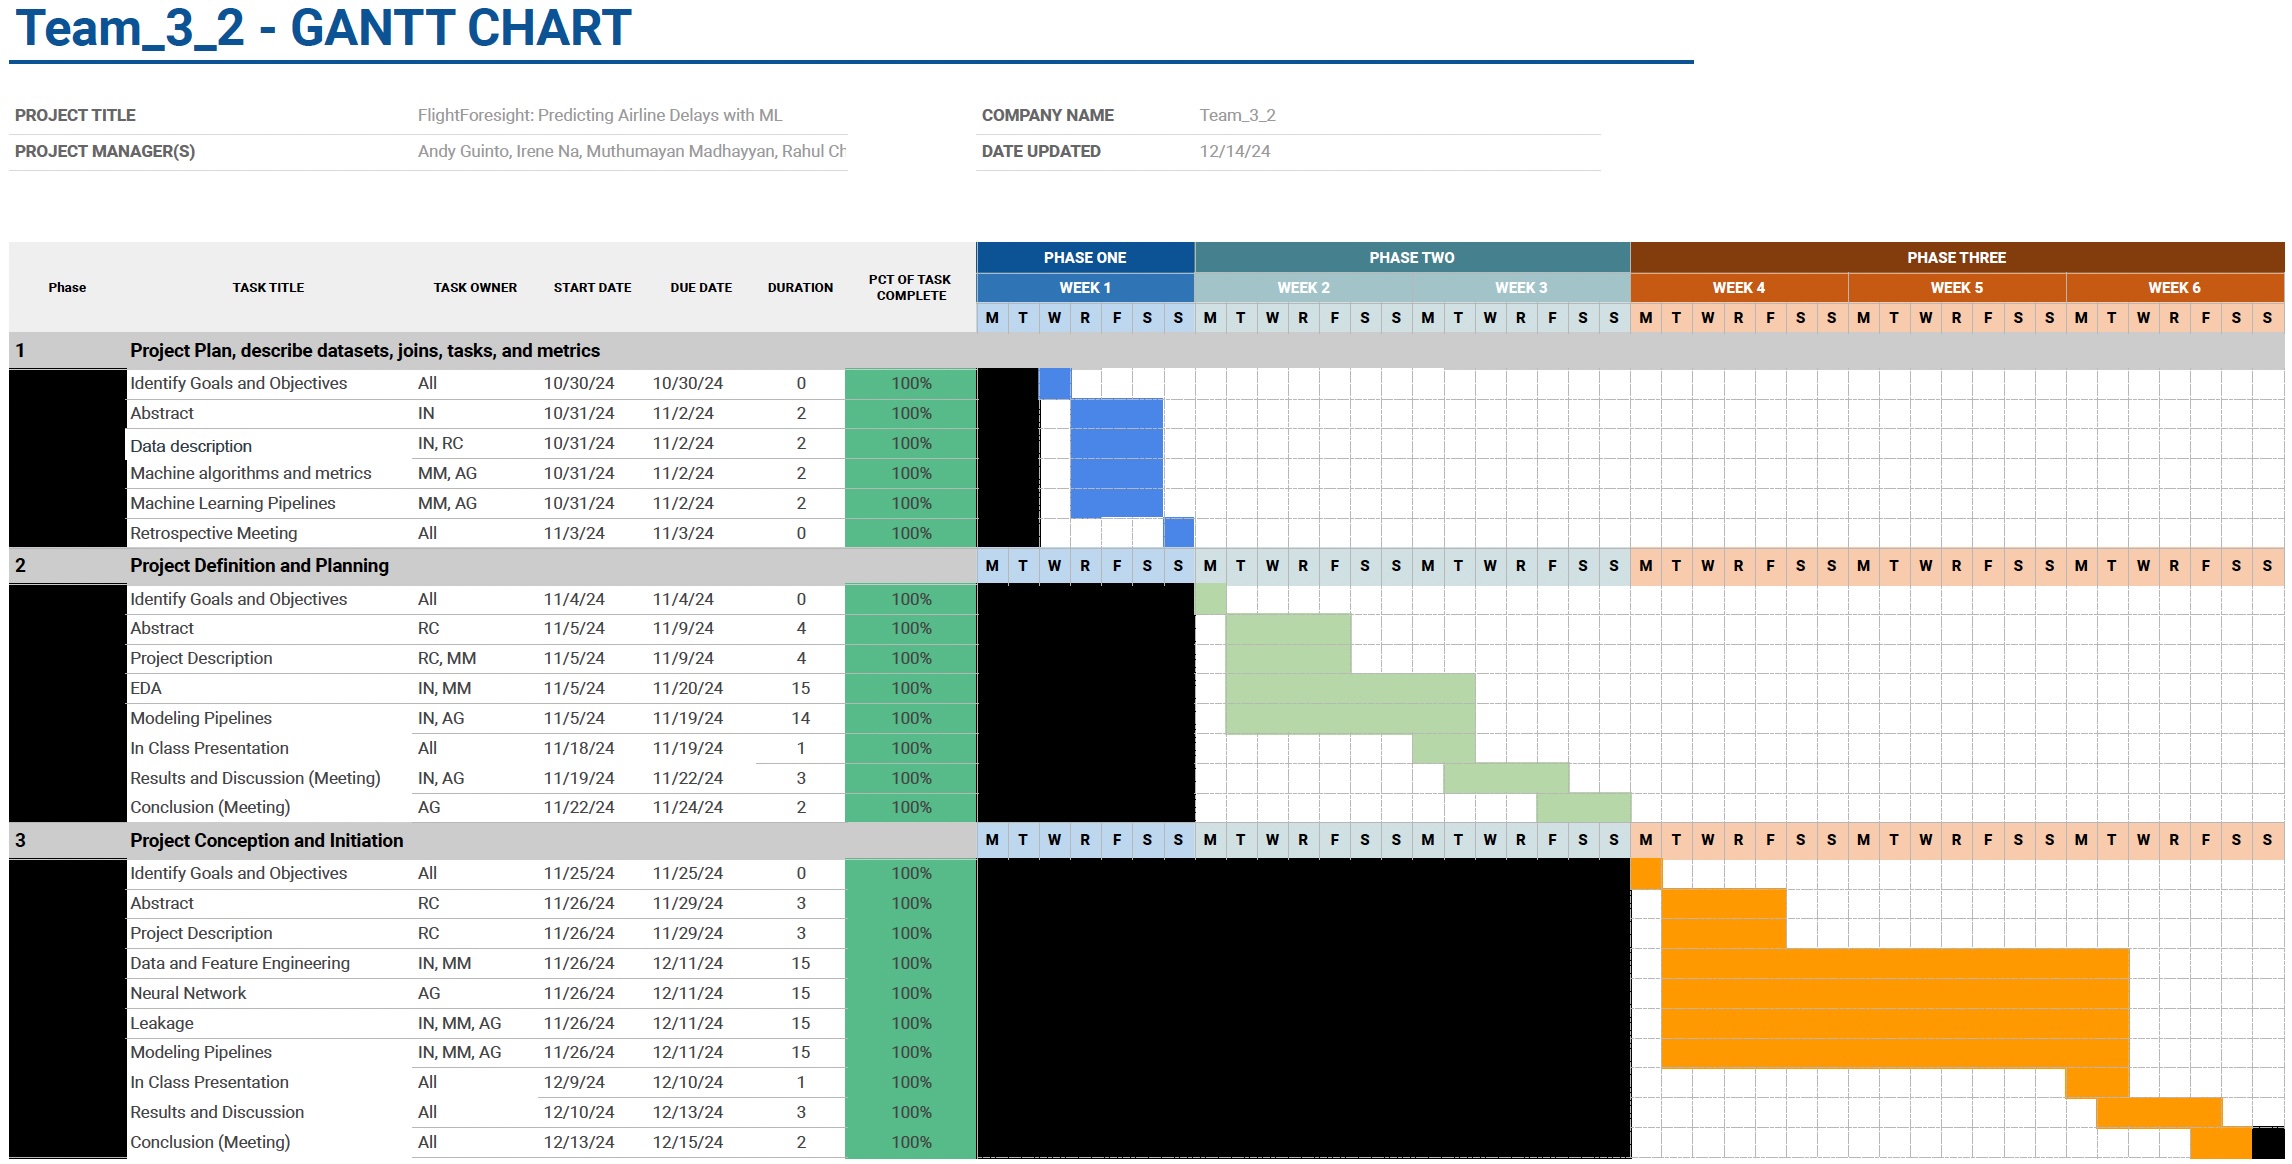 Team_3_2 - GANTT CHART
PROJECT TITLE FlightForesight: Predicting Airline Delays with ML COMPANY NAME Team_3_2
PROJECT MANAGER(S) Andy Guinto, Irene Na, Muthumayan Madhayyan, Rahul Ch DATE UPDATED 12/14/24
PHASE ONE PHASE TWO PHASE THREE
Phase TASK TITLE TASK OWNER START DATE DUE DATE DURATION PCT OF TASK COMPLETE WEEK 1 WEEK 2 WEEK 3 WEEK 4 WEEK 5 WEEK 6
M T W R F S S M T W R F S S M T W R F S S M T W R F S S M T W R F S S M T W R F S S
1 Project Plan, describe datasets, joins, tasks, and metrics
Identify Goals and Objectives All 10/30/24 10/30/24 0 100%
Abstract IN 10/31/24 11/2/24 2 100%
Data description IN, RC 10/31/24 11/2/24 2 100%
Machine algorithms and metrics MM, AG 10/31/24 11/2/24 2 100%
Machine Learning Pipelines MM, AG 10/31/24 11/2/24 2 100%
Retrospective Meeting All 11/3/24 11/3/24 0 100%
2 Project Definition and Planning M T W R F S S M T W R F S S M T W R F S S M T W R F S S M T W R F S S M T W R F S S
Identify Goals and Objectives All 11/4/24 11/4/24 0 100%
Abstract RC 11/5/24 11/9/24 4 100%
Project Description RC, MM 11/5/24 11/9/24 4 100%
EDA IN, MM 11/5/24 11/20/24 15 100%
Modeling Pipelines IN, AG 11/5/24 11/19/24 14 100%
In Class Presentation All 11/18/24 11/19/24 1 100%
Results and Discussion (Meeting) IN, AG 11/19/24 11/22/24 3 100%
Conclusion (Meeting) AG 11/22/24 11/24/24 2 100%
3 Project Conception and Initiation M T W R F S S M T W R F S S M T W R F S S M T W R F S S M T W R F S S M T W R F S S
Identify Goals and Objectives All 11/25/24 11/25/24 0 100%
Abstract RC 11/26/24 11/29/24 3 100%
Project Description RC 11/26/24 11/29/24 3 100%
Data and Feature Engineering IN, MM 11/26/24 12/11/24 15 100%
Neural Network AG 11/26/24 12/11/24 15 100%
Leakage IN, MM, AG 11/26/24 12/11/24 15 100%
Modeling Pipelines IN, MM, AG 11/26/24 12/11/24 15 100%
In Class Presentation All 12/9/24 12/10/24 1 100%
Results and Discussion All 12/10/24 12/13/24 3 100%
Conclusion (Meeting) All 12/13/24 12/15/24 2 100%